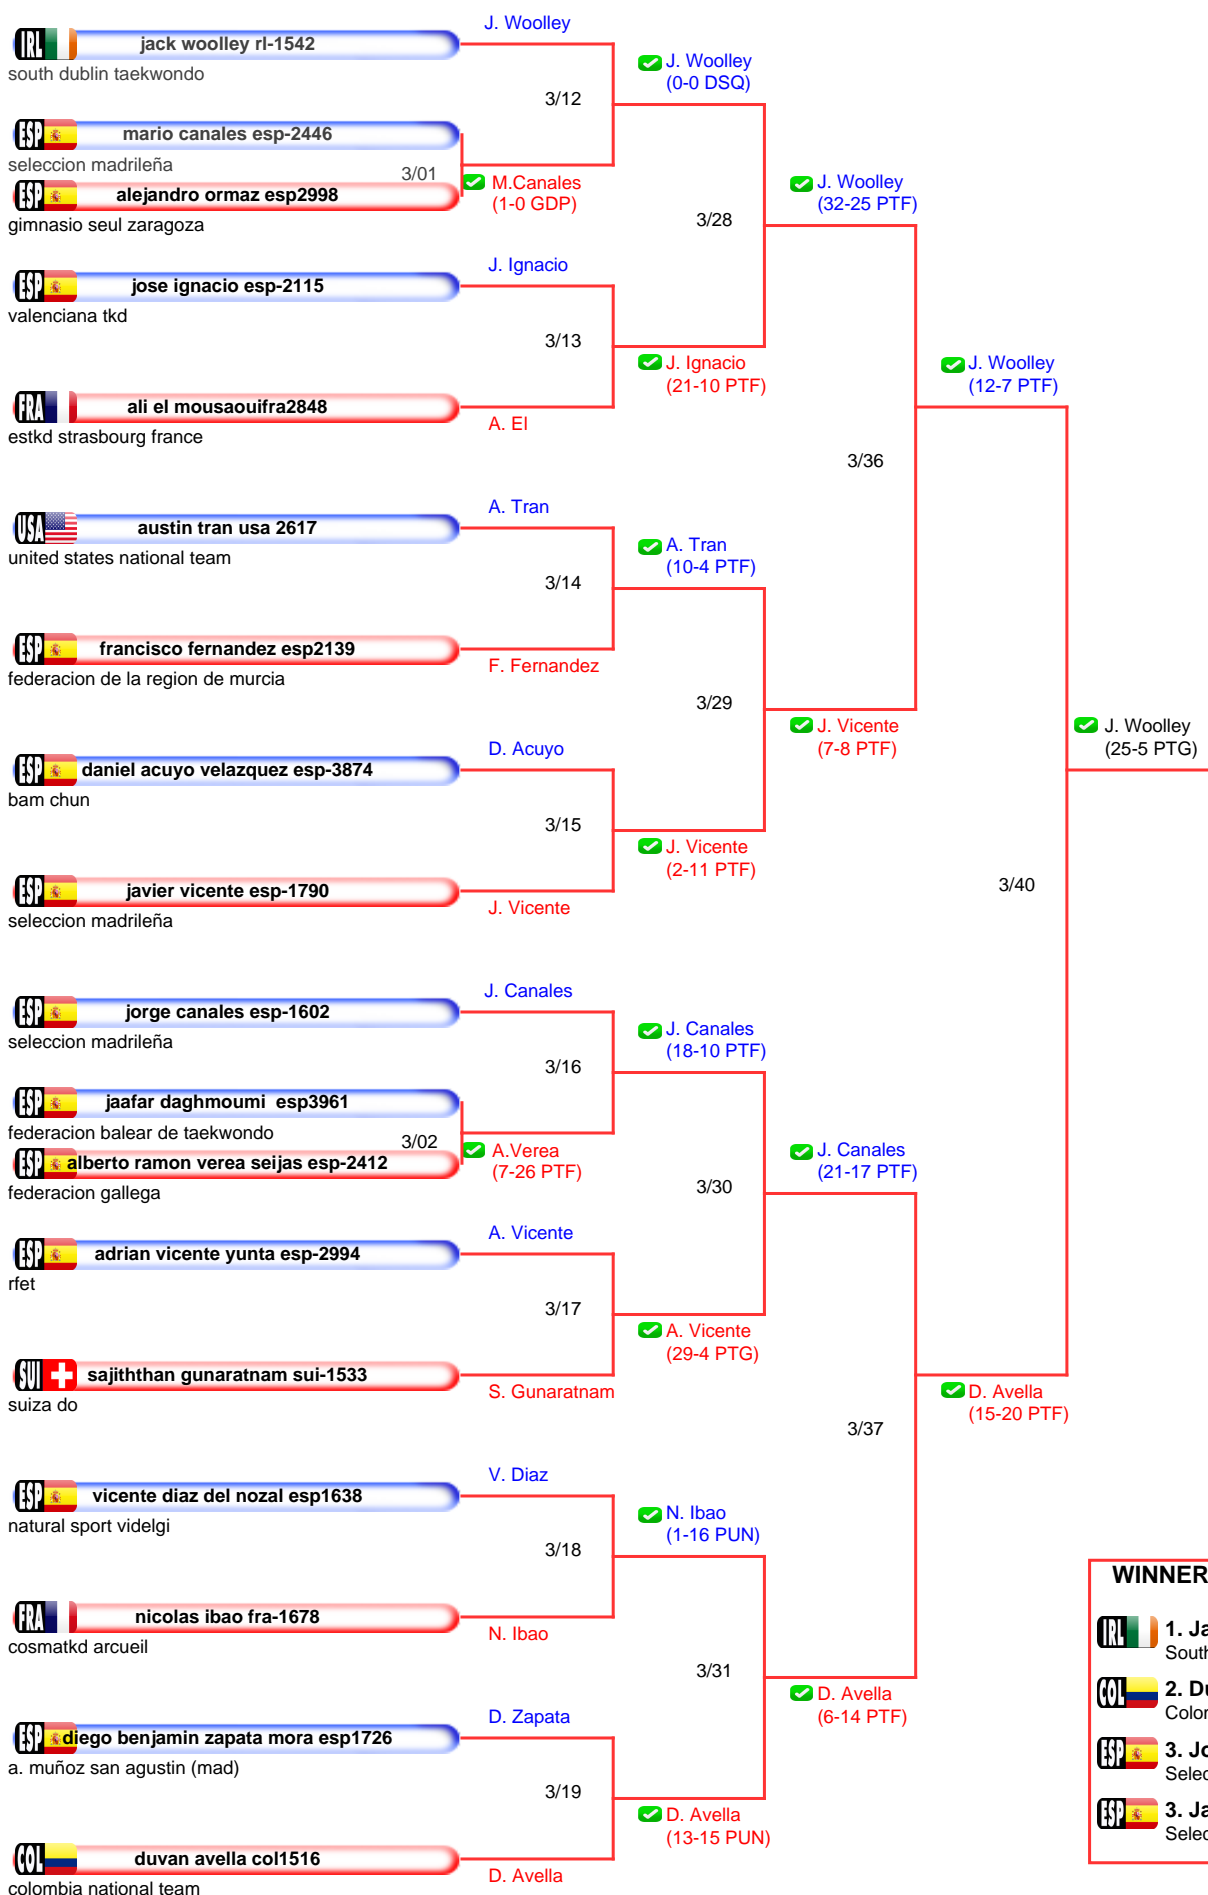 J. Woolley
IRL jack woolley rl-1542
south dublin taekwondo
J. Woolley
(0-0 DSQ)
3/12
ESP mario canales esp-2446
seleccion madrileña
3/01
M.Canales
(1-0 GDP)
ESP alejandro ormaz esp2998
gimnasio seul zaragoza
J. Woolley
(32-25 PTF)
3/28
J. Ignacio
ESP jose ignacio esp-2115
valenciana tkd
3/13
J. Ignacio
(21-10 PTF)
J. Woolley
(12-7 PTF)
FRA ali el mousaouifra2848
estkd strasbourg france
A. El
3/36
A. Tran
USA austin tran usa 2617
united states national team
A. Tran
(10-4 PTF)
3/14
ESP francisco fernandez esp2139
federacion de la region de murcia
F. Fernandez
3/29
J. Vicente
(7-8 PTF)
J. Woolley
(25-5 PTG)
D. Acuyo
ESP daniel acuyo velazquez esp-3874
bam chun
3/15
J. Vicente
(2-11 PTF)
ESP javier vicente esp-1790
seleccion madrileña
J. Vicente
3/40
J. Canales
ESP jorge canales esp-1602
seleccion madrileña
J. Canales
(18-10 PTF)
3/16
ESP jaafar daghmoumi esp3961
federacion balear de taekwondo
3/02
A.Verea
(7-26 PTF)
ESP alberto ramon verea seijas esp-2412
federacion gallega
J. Canales
(21-17 PTF)
3/30
A. Vicente
ESP adrian vicente yunta esp-2994
rfet
3/17
A. Vicente
(29-4 PTG)
SUI sajiththan gunaratnam sui-1533
suiza do
S. Gunaratnam
D. Avella
(15-20 PTF)
3/37
V. Diaz
ESP vicente diaz del nozal esp1638
natural sport videlgi
N. Ibao
(1-16 PUN)
3/18
FRA nicolas ibao fra-1678
cosmatkd arcueil
N. Ibao
3/31
D. Avella
(6-14 PTF)
D. Zapata
ESP diego benjamin zapata mora esp1726
a. muñoz san agustin (mad)
3/19
D. Avella
(13-15 PUN)
COL duvan avella col1516
colombia national team
D. Avella
WINNER
IRL 1. Ja
South
COL 2. Du
Color
ESP 3. Jo
Selec
ESP 3. Ja
Selec